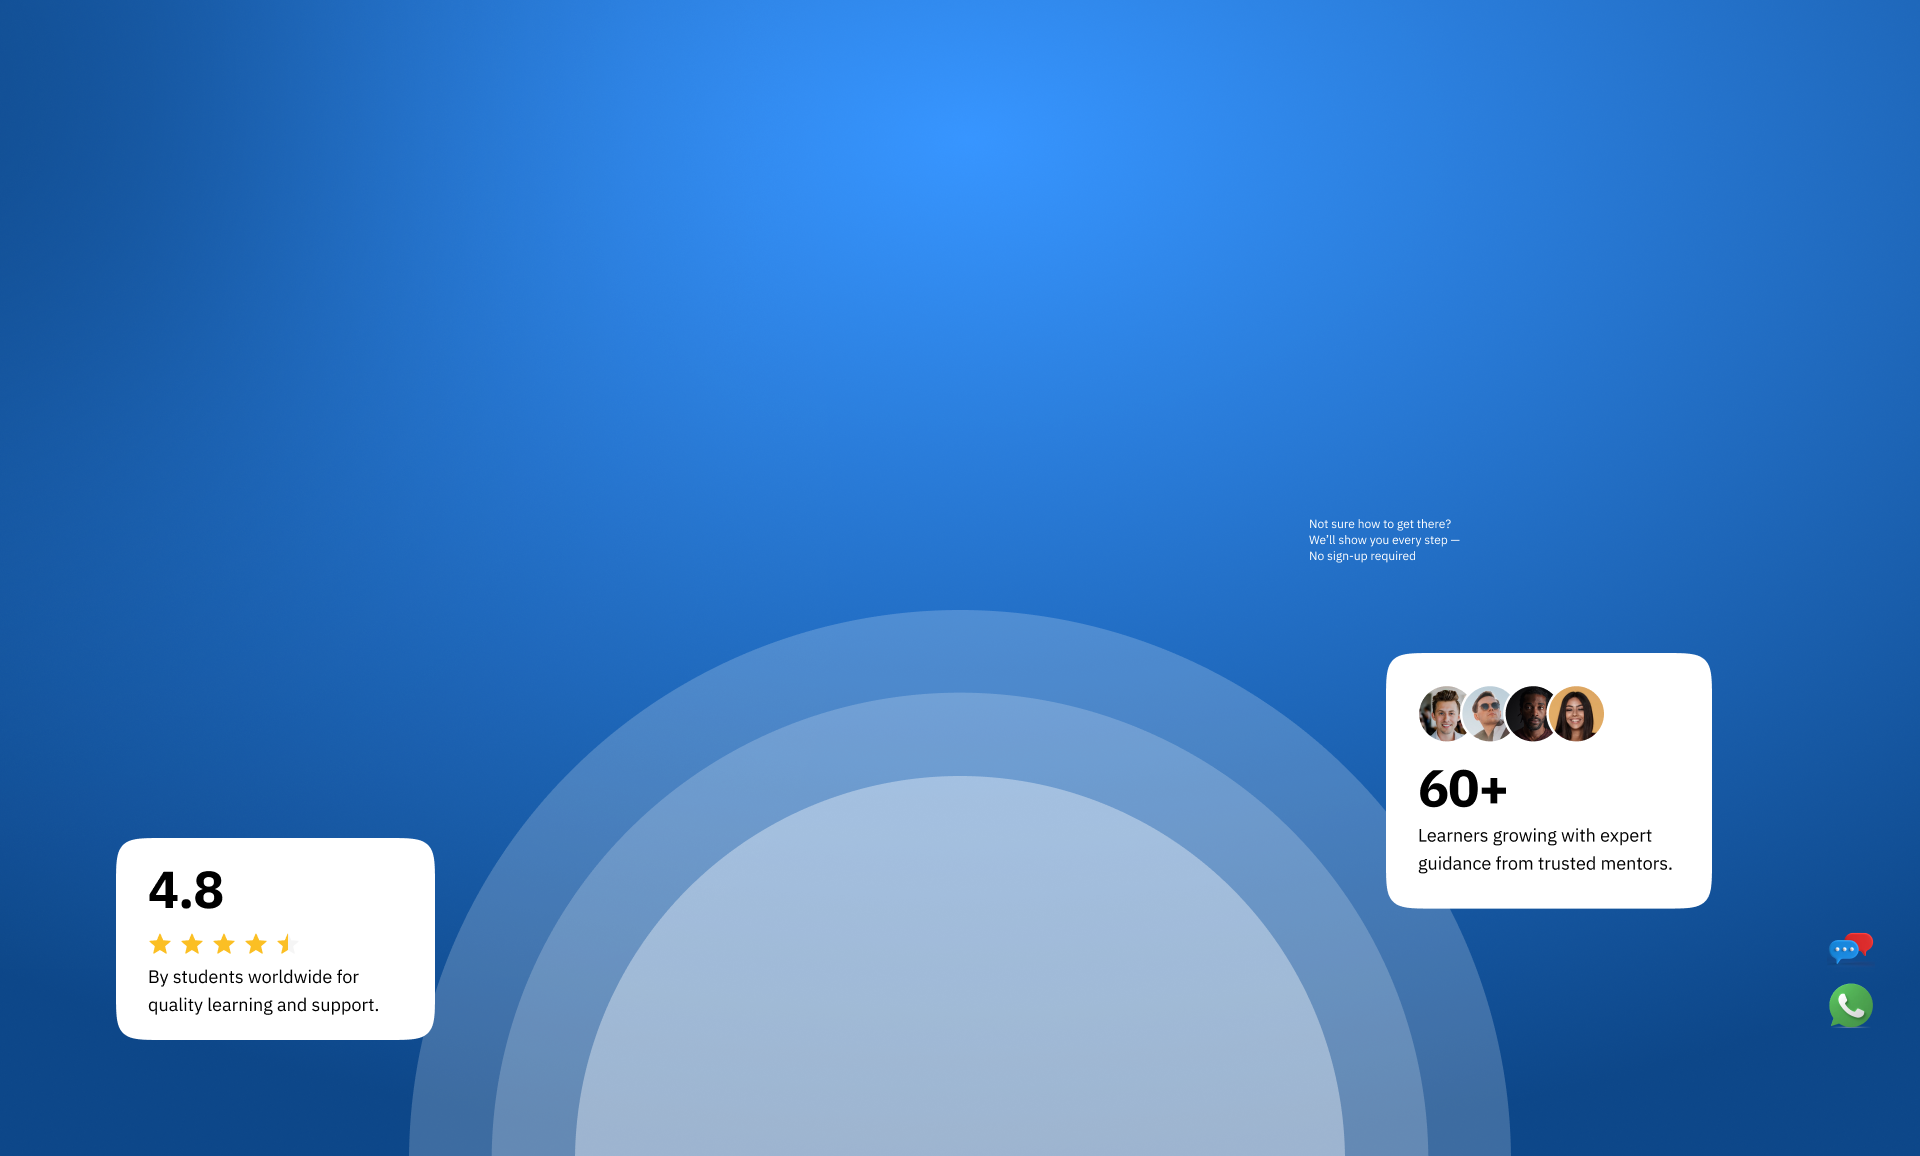 Not sure how to get there?
We'll show you every step —
No sign-up required
60+
Learners growing with expert
guidance from trusted mentors.
4.8
By students worldwide for
quality learning and support.